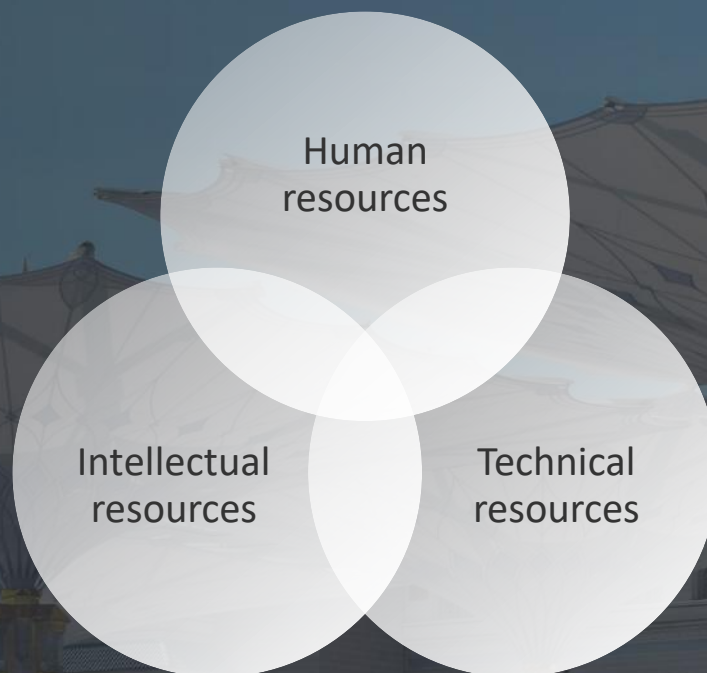 Human
resources
Intellectual
resources
Technical
resources